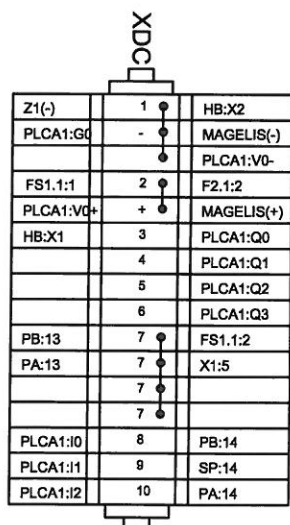 XDC
Z1(-) 1 HB:X2
PLCA1:G0 - MAGELIS(-)
PLCA1:V0-
FS1.1:1 2 F2.1:2
PLCA1:V0+ + MAGELIS(+)
HB:X1 3 PLCA1:Q0
4 PLCA1:Q1
5 PLCA1:Q2
6 PLCA1:Q3
PB:13 7 FS1.1:2
PA:13 7 X1:5
7
7
PLCA1:I0 8 PB:14
PLCA1:I1 9 SP:14
PLCA1:I2 10 PA:14